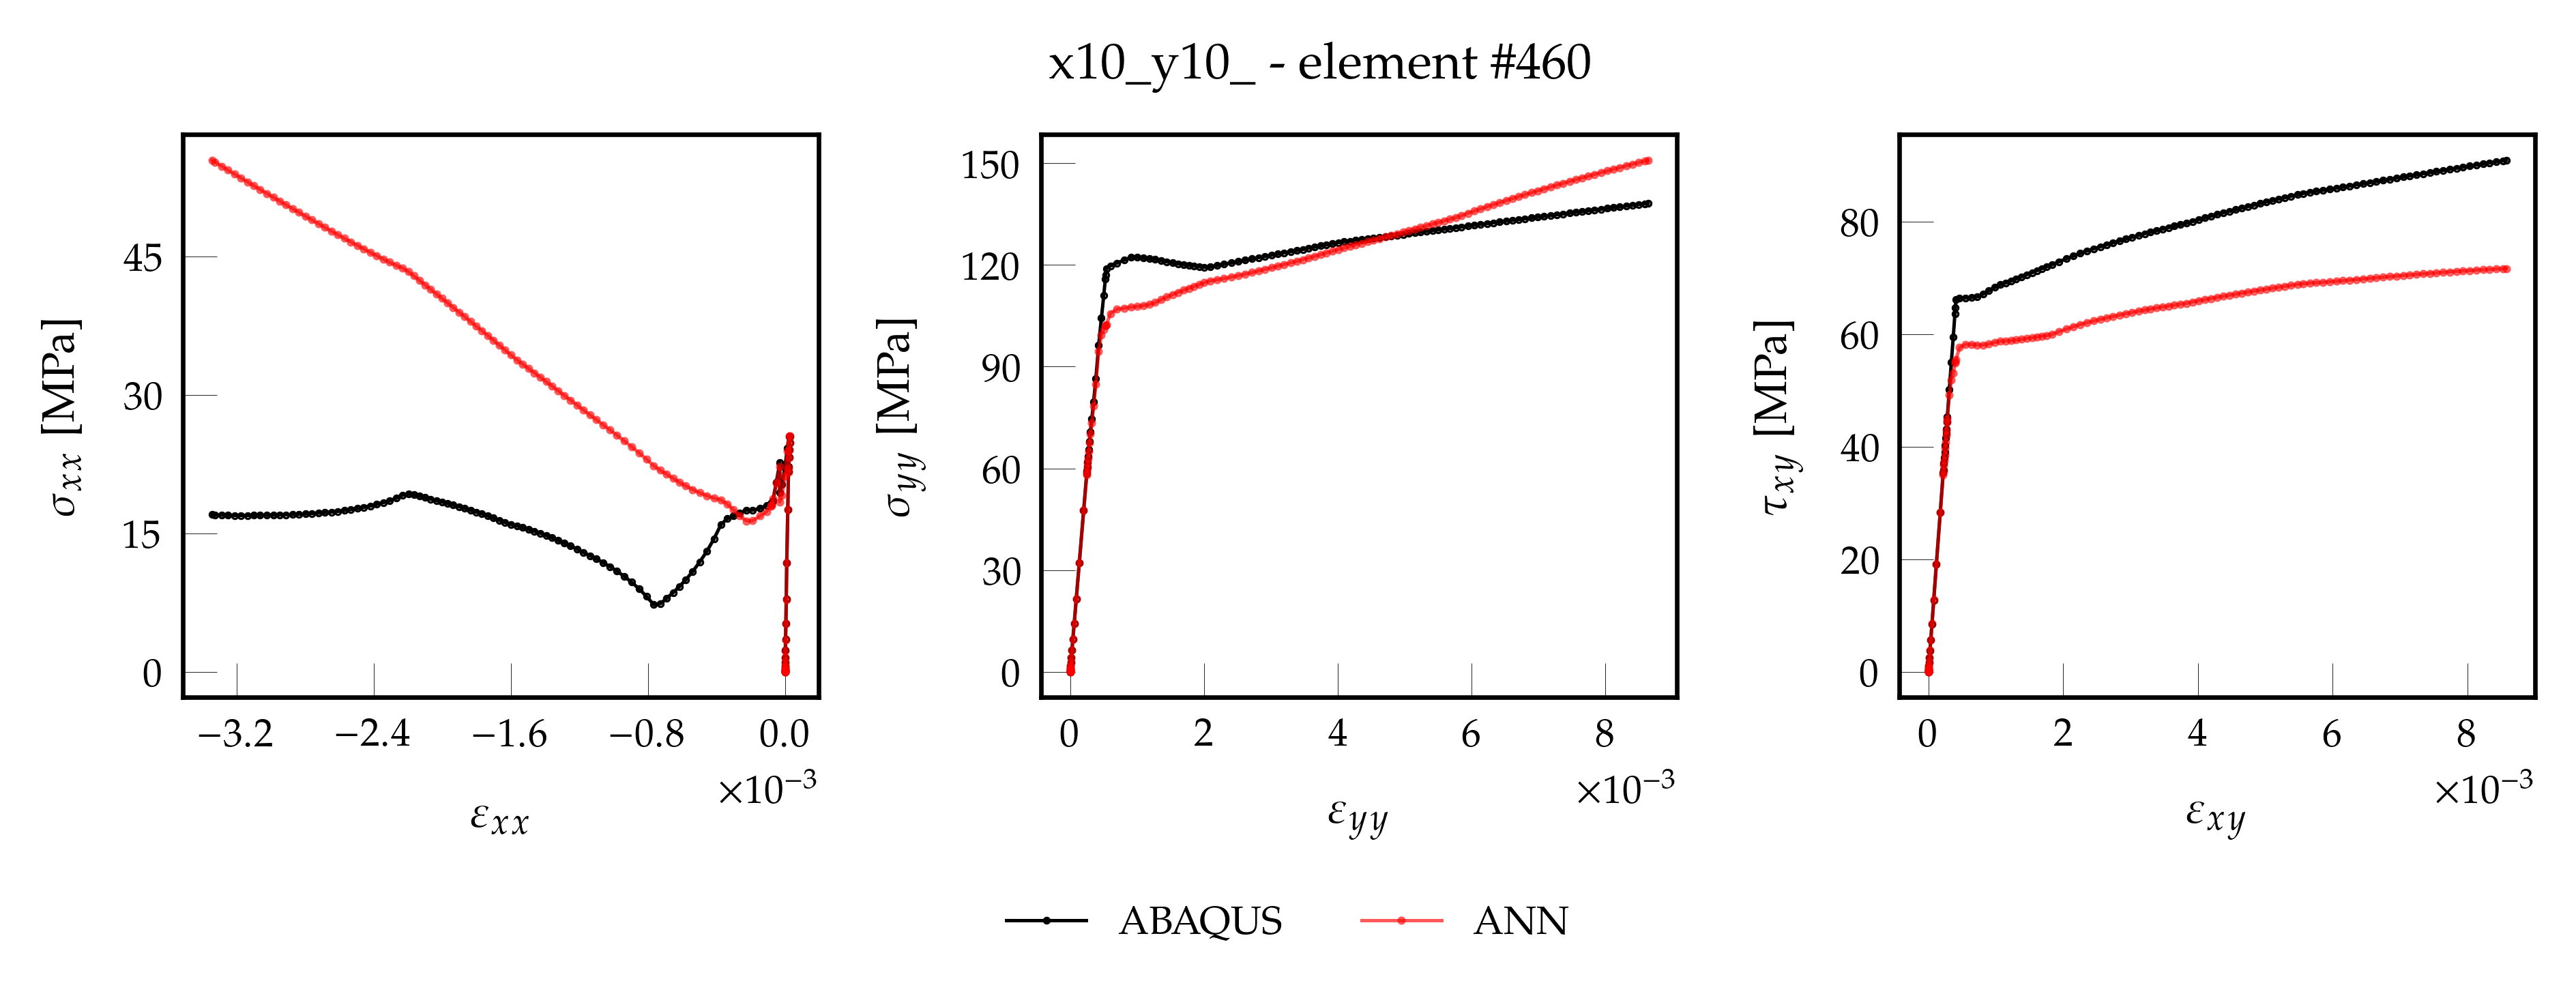 x10_y10_ - element #460
σxx [MPa]
45
30
15
0
−3.2 −2.4 −1.6 −0.8 0.0
×10−3
εxx
σyy [MPa]
150
120
90
60
30
0
0 2 4 6 8
×10−3
εyy
τxy [MPa]
80
60
40
20
0
0 2 4 6 8
×10−3
εxy
ABAQUS ANN